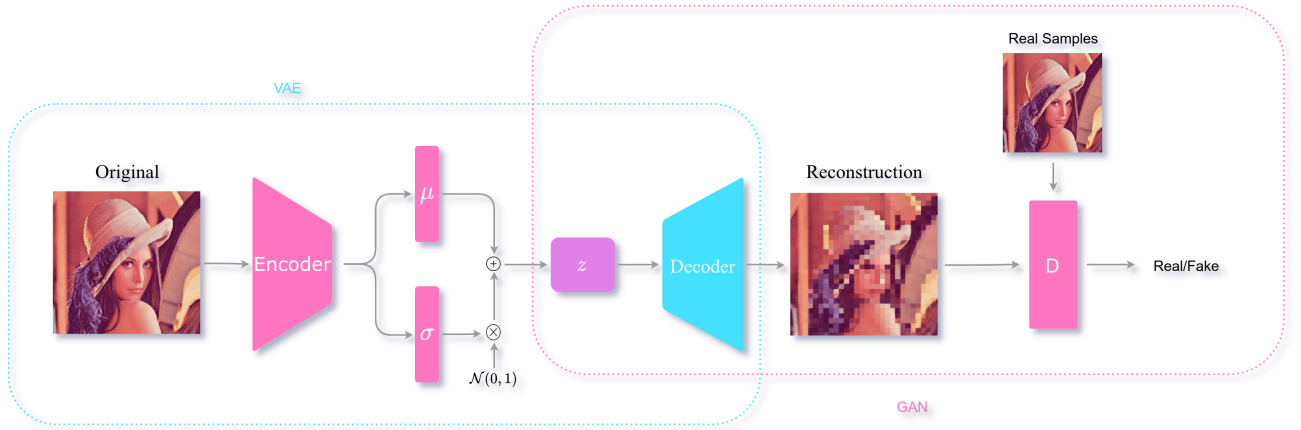 Real Samples
VAE
Original
Reconstruction
μ
Encoder
z
Decoder
D
Real/Fake
σ
𝒩(0,1)
GAN